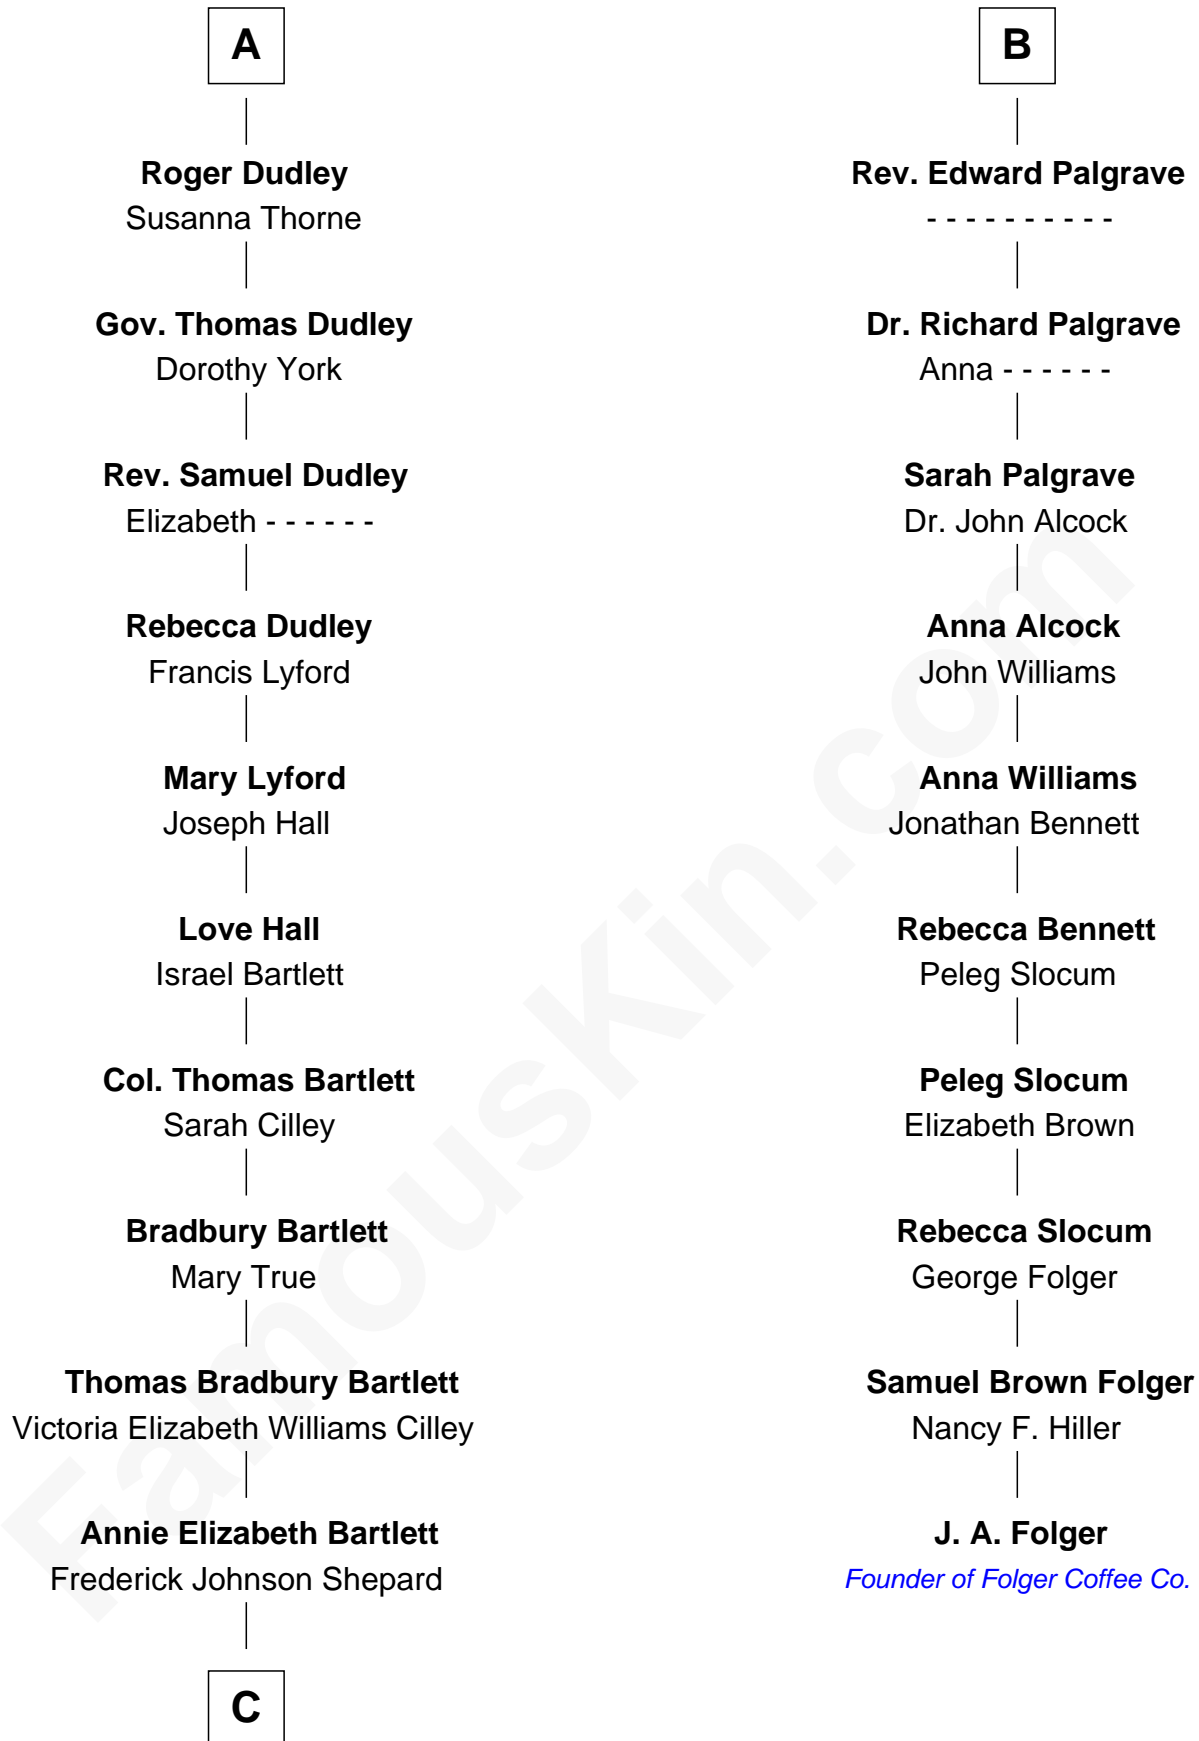 A
Roger Dudley
Susanna Thorne
Gov. Thomas Dudley
Dorothy York
Rev. Samuel Dudley
Elizabeth - - - - - -
Rebecca Dudley
Francis Lyford
Mary Lyford
Joseph Hall
Love Hall
Israel Bartlett
Col. Thomas Bartlett
Sarah Cilley
Bradbury Bartlett
Mary True
Thomas Bradbury Bartlett
Victoria Elizabeth Williams Cilley
Annie Elizabeth Bartlett
Frederick Johnson Shepard
C
B
Rev. Edward Palgrave
- - - - - - - - - -
Dr. Richard Palgrave
Anna - - - - - -
Sarah Palgrave
Dr. John Alcock
Anna Alcock
John Williams
Anna Williams
Jonathan Bennett
Rebecca Bennett
Peleg Slocum
Peleg Slocum
Elizabeth Brown
Rebecca Slocum
George Folger
Samuel Brown Folger
Nancy F. Hiller
J. A. Folger
Founder of Folger Coffee Co.
FamousKin.com